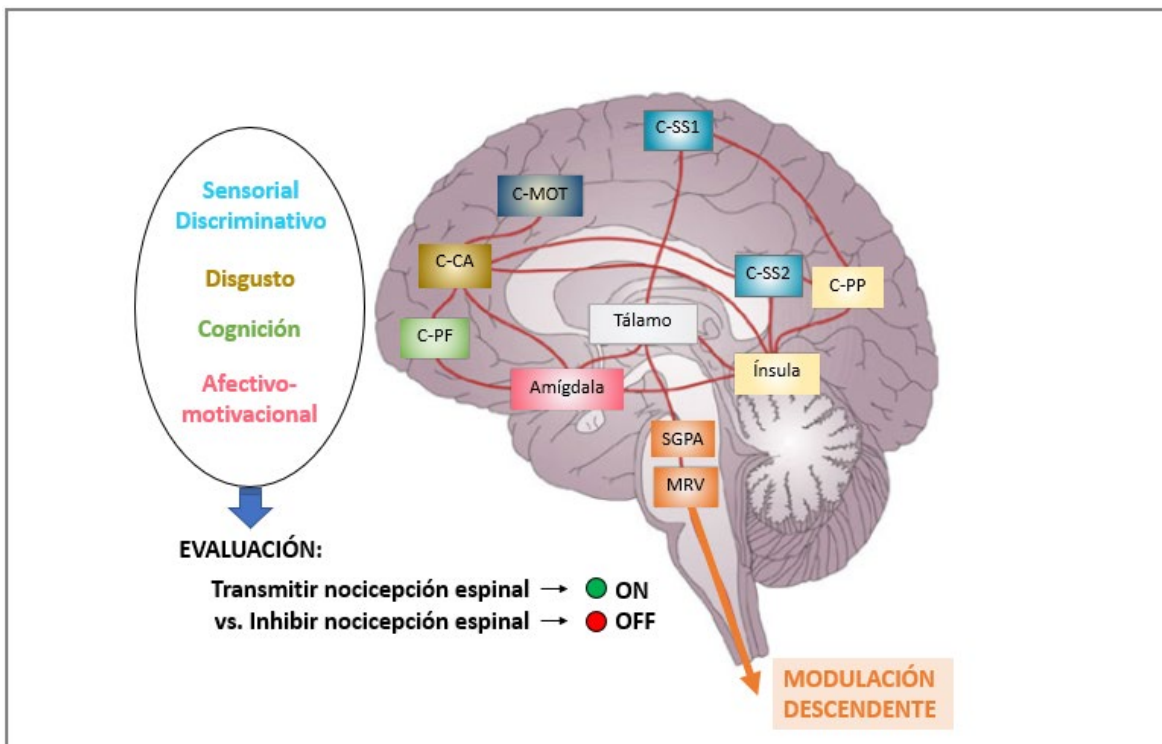 Sensorial
Discriminativo
Disgusto
Cognición
Afectivo-
motivacional
C-SS1
C-MOT
C-CA
C-SS2
C-PP
Tálamo
C-PF
Ínsula
Amígdala
SGPA
MRV
EVALUACIÓN:
Transmitir nocicepción espinal → ON
vs. Inhibir nocicepción espinal → OFF
MODULACIÓN
DESCENDENTE